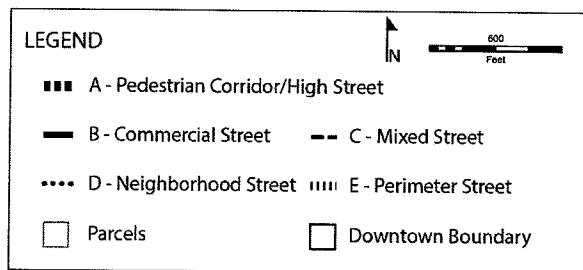 LEGEND
N
600
Feet
A - Pedestrian Corridor/High Street
B - Commercial Street
C - Mixed Street
D - Neighborhood Street
E - Perimeter Street
Parcels
Downtown Boundary